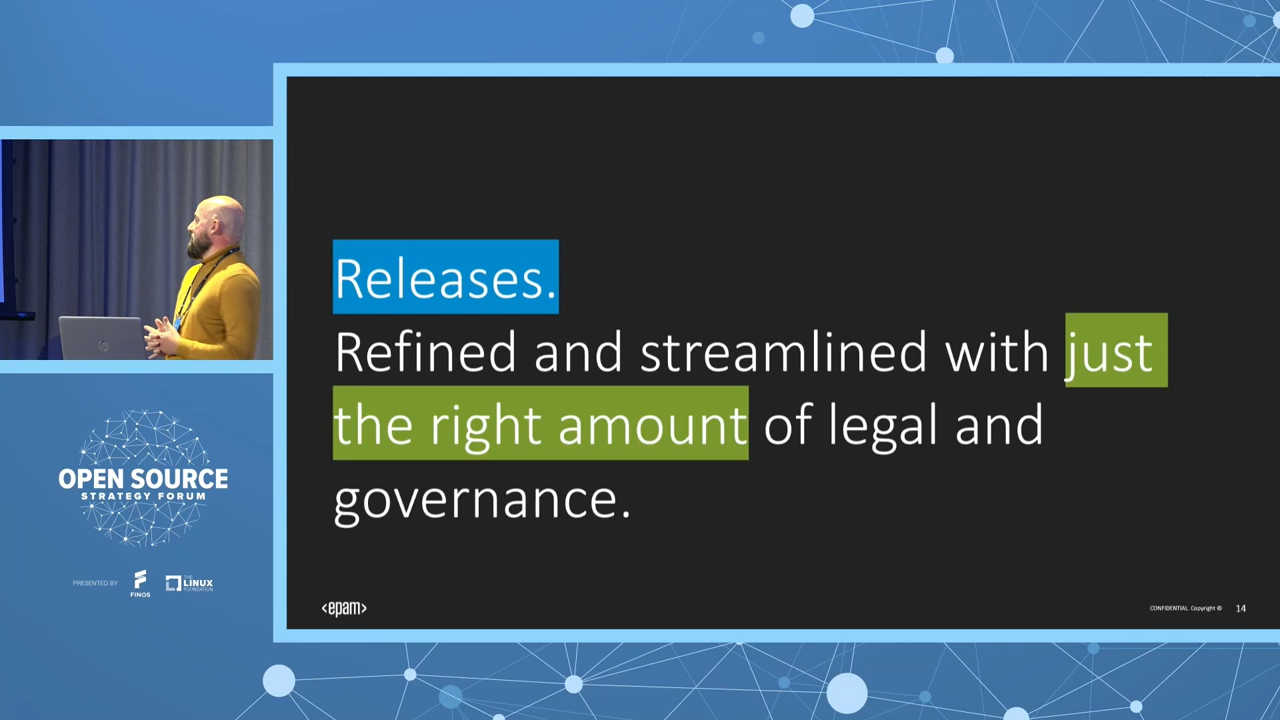 Releases.
Refined and streamlined with just
the right amount of legal and
governance.
OPEN SOURCE
STRATEGY FORUM
PRESENTED BY
FINOS
THE
LINUX
FOUNDATION
<epam>
CONFIDENTIAL. Copyright ©
14